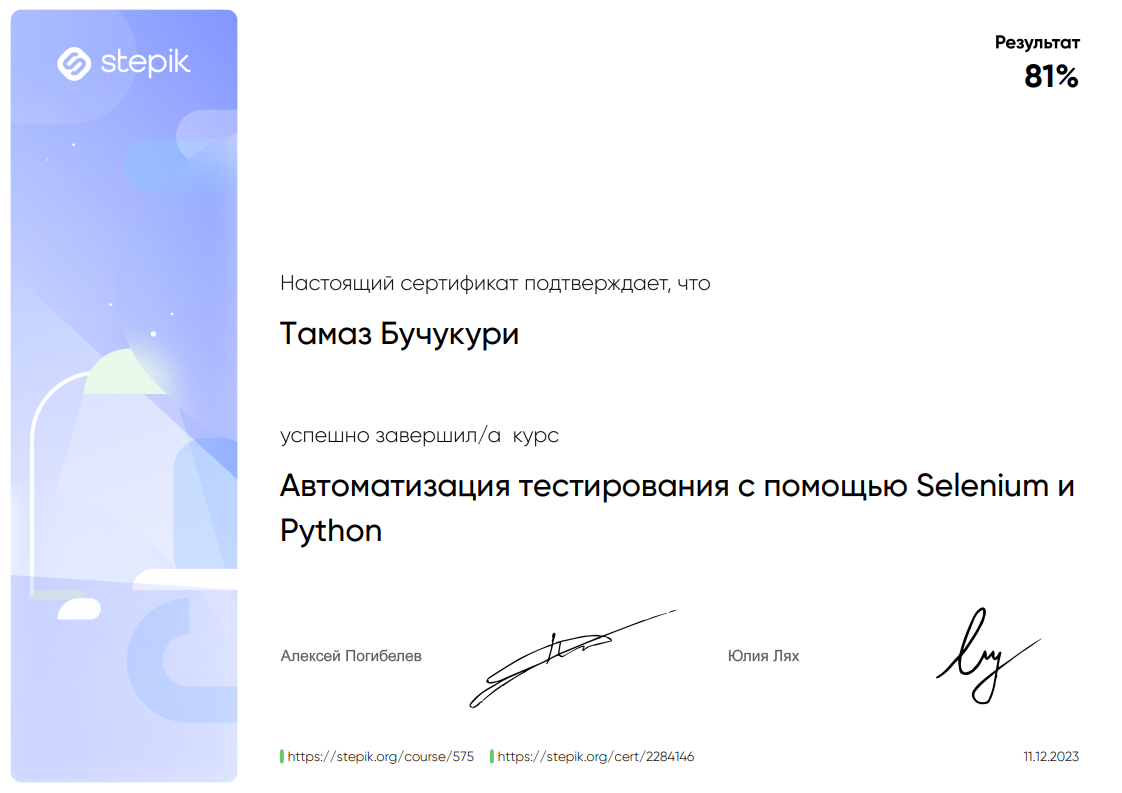 stepik
Результат
81%
Настоящий сертификат подтверждает, что
Тамаз Бучукури
успешно завершил/а курс
Автоматизация тестирования с помощью Selenium и
Python
Алексей Погибелев
Юлия Лях
https://stepik.org/course/575
https://stepik.org/cert/2284146
11.12.2023